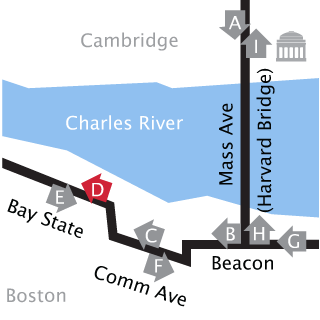 A
Cambridge
I
Charles River
Mass Ave
(Harvard Bridge)
D
E
Bay State
C
B
H
G
F
Beacon
Comm Ave
Boston